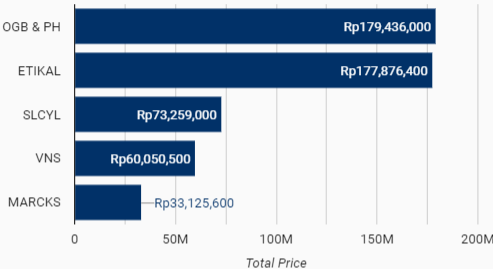 OGB & PH Rp179,436,000
ETIKAL Rp177,876,400
SLCYL Rp73,259,000
VNS Rp60,050,500
MARCKS Rp33,125,600
0 50M 100M 150M 200M
Total Price